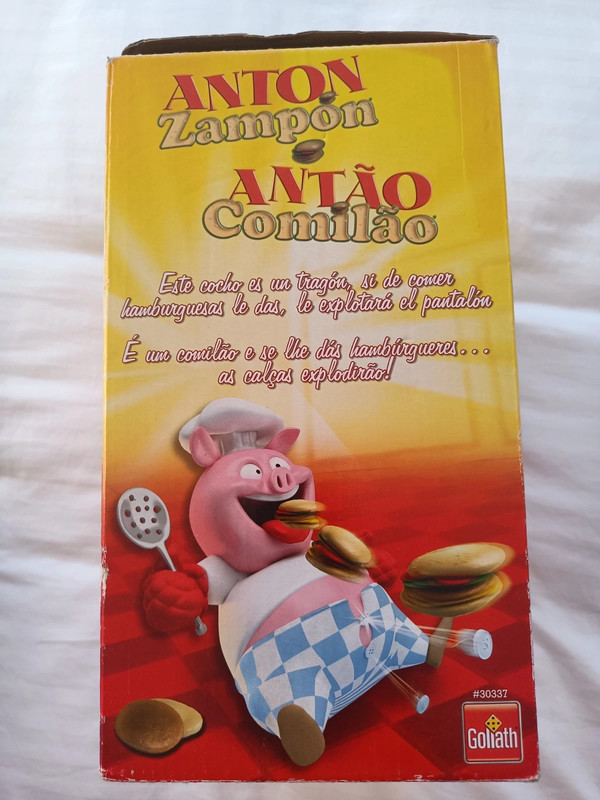 ANTON
Zampón
ANTÃO
Comilão
Este cocho es un tragón, si de comer
hamburguesas le das, le explotará el pantalón
É um comilão e se lhe dás hambúrgueres...
as calças explodirão!
#30337
Goliath